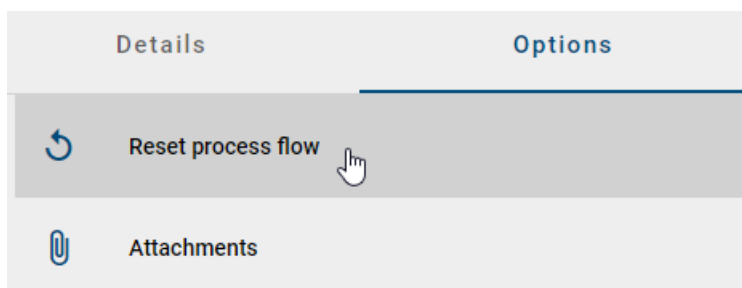 Details
Options
Reset process flow
Attachments